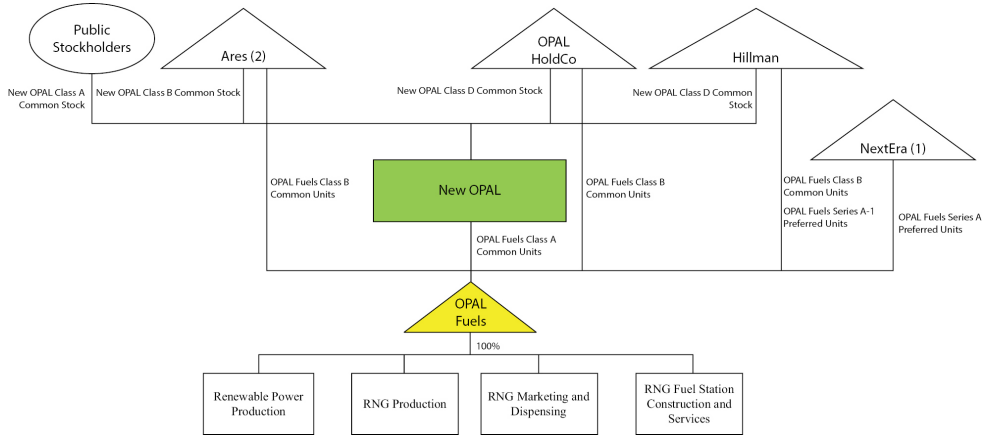 Public
Stockholders
Ares (2)
OPAL
HoldCo
Hillman
New OPAL Class A
Common Stock
New OPAL Class B Common Stock
New OPAL Class D Common Stock
New OPAL Class D Common
Stock
NextEra (1)
OPAL Fuels Class B
Common Units
New OPAL
OPAL Fuels Class B
Common Units
OPAL Fuels Class B
Common Units
OPAL Fuels Series A-1
Preferred Units
OPAL Fuels Series A
Preferred Units
OPAL Fuels Class A
Common Units
OPAL
Fuels
100%
Renewable Power
Production
RNG Production
RNG Marketing and
Dispensing
RNG Fuel Station
Construction and
Services